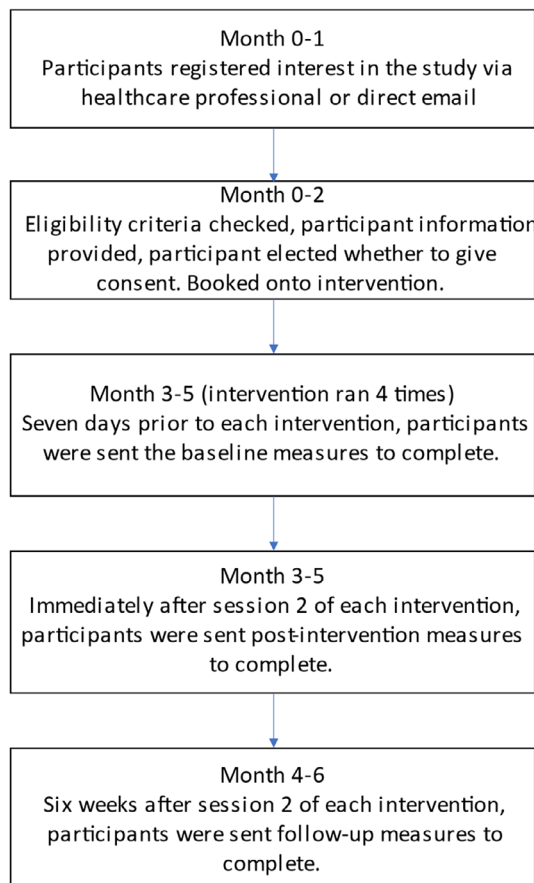 Month 0-1
Participants registered interest in the study via
healthcare professional or direct email
Month 0-2
Eligibility criteria checked, participant information
provided, participant elected whether to give
consent. Booked onto intervention.
Month 3-5 (intervention ran 4 times)
Seven days prior to each intervention, participants
were sent the baseline measures to complete.
Month 3-5
Immediately after session 2 of each intervention,
participants were sent post-intervention measures
to complete.
Month 4-6
Six weeks after session 2 of each intervention,
participants were sent follow-up measures to
complete.